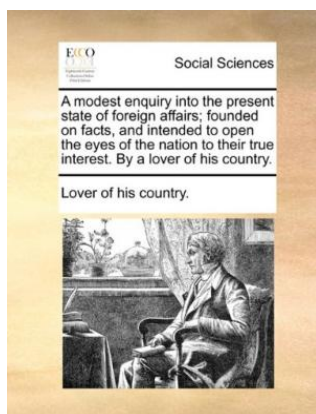 ECCO
Social Sciences
A modest enquiry into the present
state of foreign affairs; founded
on facts, and intended to open
the eyes of the nation to their true
interest. By a lover of his country.
Lover of his country.